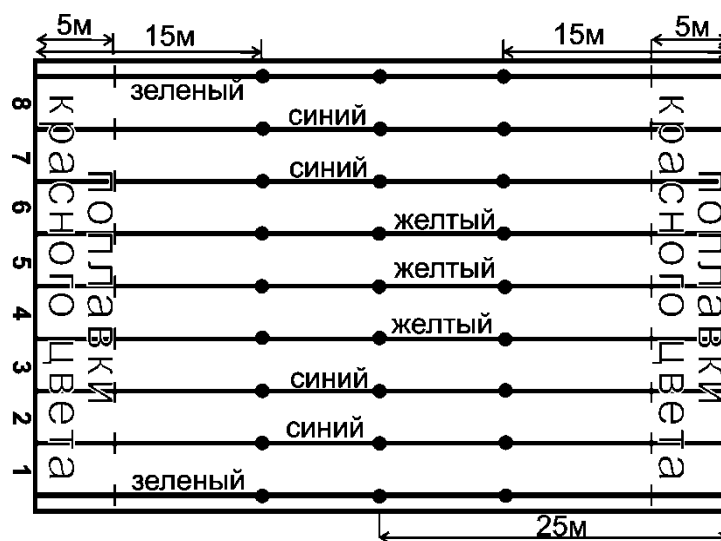 5м 15м 15м 5м
зеленый
8
синий
7
синий
6
желтый
5
желтый
4
желтый
3
синий
2
синий
1
зеленый
поплавки
красного цвета
поплавки
красного цвета
25м